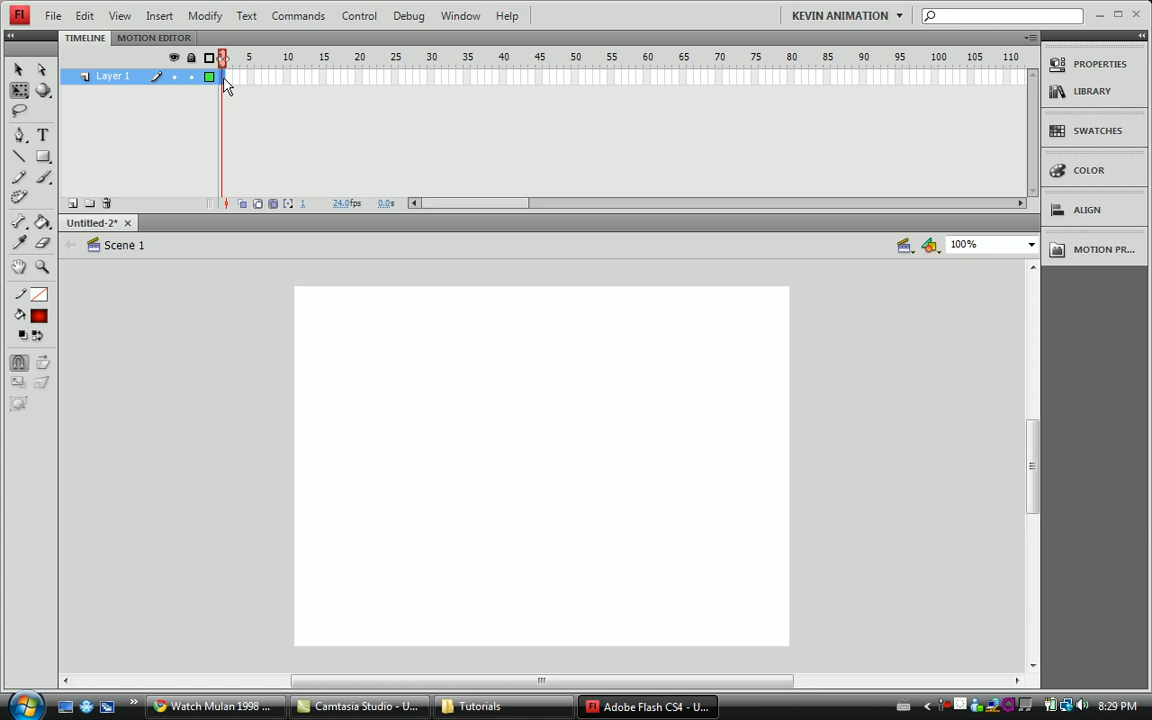 Fl File Edit View Insert Modify Text Commands Control Debug Window Help KEVIN ANIMATION
TIMELINE MOTION EDITOR
5 10 15 20 25 30 35 40 45 50 55 60 65 70 75 80 85 90 95 100 105 110
Layer 1
PROPERTIES
LIBRARY
SWATCHES
COLOR
ALIGN
MOTION PR...
T
1 24.0fps 0.0s
Untitled-2*
Scene 1 100%
Watch Mulan 1998 ... Camtasia Studio - U... Tutorials Fl Adobe Flash CS4 - U... 8:29 PM